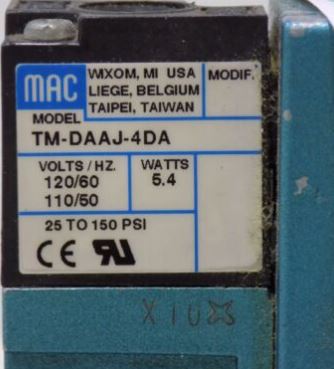 MAC
WIXOM, MI USA
LIEGE, BELGIUM
TAIPEI, TAIWAN
MODIF.
MODEL
TM-DAAJ-4DA
VOLTS / HZ.
120/60
110/50
WATTS
5.4
25 TO 150 PSI
CE